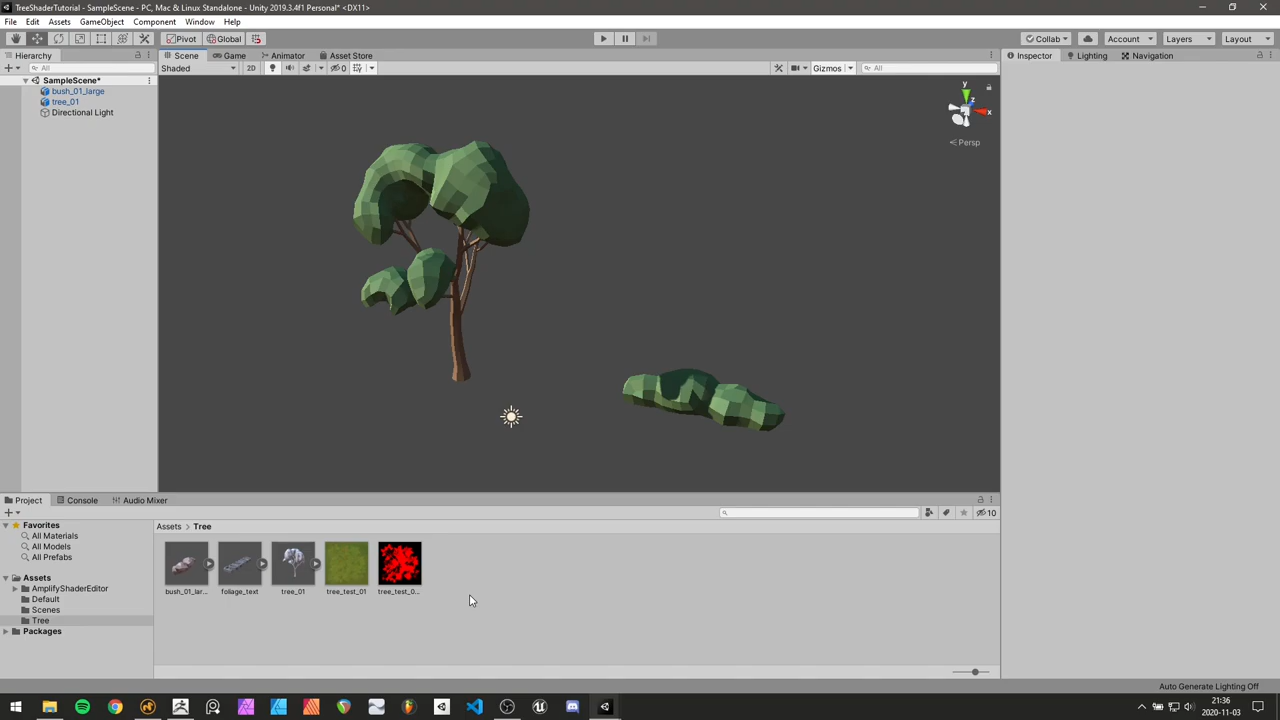 TreeShaderTutorial - SampleScene - PC, Mac & Linux Standalone - Unity 2019.3.4f1 Personal* <DX11>
File Edit Assets GameObject Component Window Help
Pivot Global Collab Account Layers Layout
Hierarchy Scene Game Animator Asset Store Inspector Lighting Navigation
All Shaded 2D 0 Gizmos All
SampleScene*
bush_01_large
tree_01
Directional Light
y
z
x
Persp
Project Console Audio Mixer
10
Favorites
All Materials
All Models
All Prefabs
Assets
AmplifyShaderEditor
Default
Scenes
Tree
Packages
Assets > Tree
bush_01_lar... foliage_text tree_01 tree_test_01 tree_test_0...
Auto Generate Lighting Off
21:36
2020-11-03